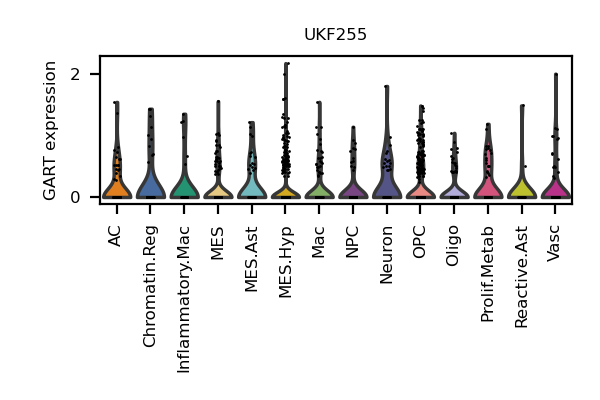 UKF255
GART expression
2
0
AC
Chromatin.Reg
Inflammatory.Mac
MES
MES.Ast
MES.Hyp
Mac
NPC
Neuron
OPC
Oligo
Prolif.Metab
Reactive.Ast
Vasc